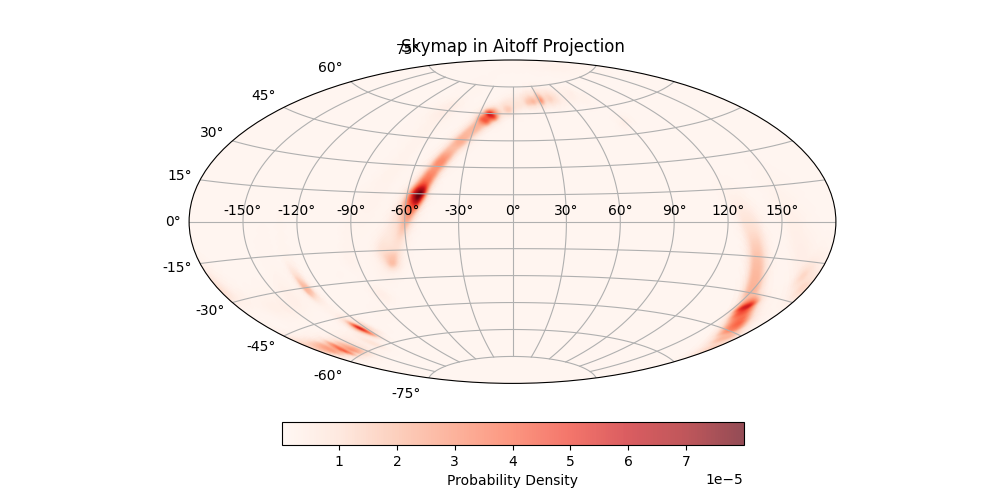 Skymap in Aitoff Projection
75°
60°
45°
30°
15°
-150° -120° -90° -60° -30° 0° 30° 60° 90° 120° 150°
0°
-15°
-30°
-45°
-60°
-75°
1 2 3 4 5 6 7
1e−5
Probability Density